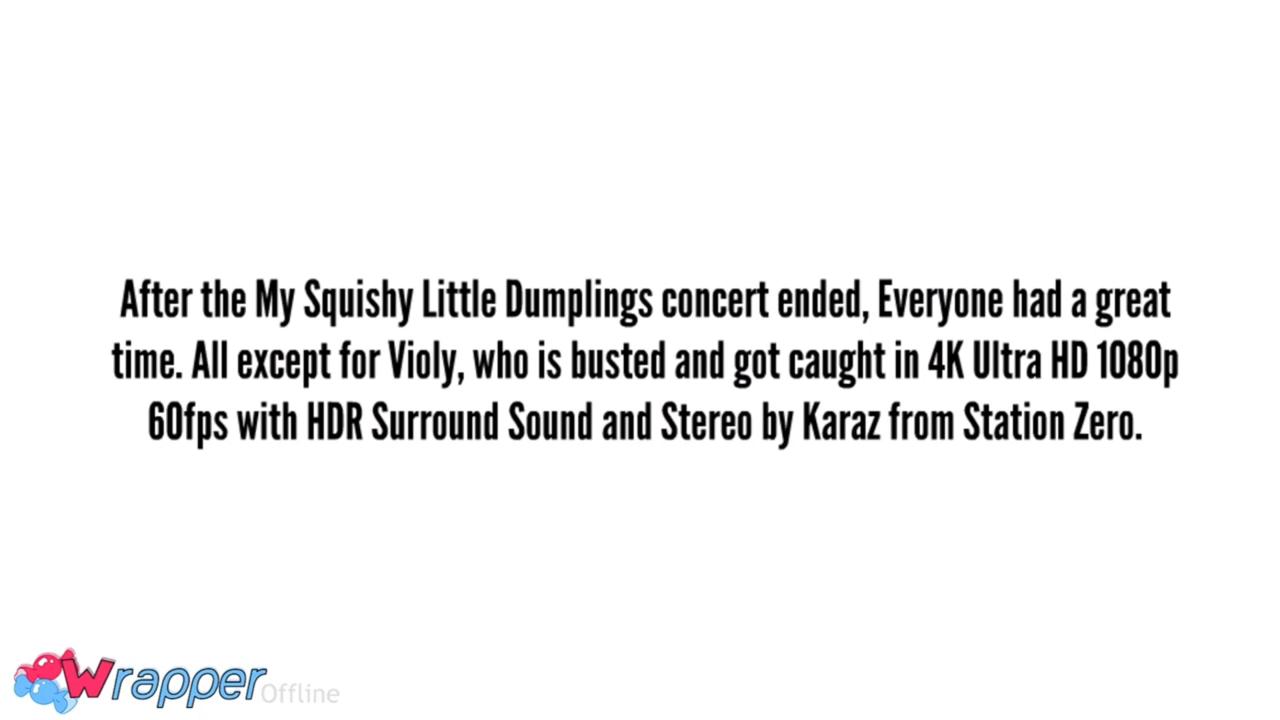 After the My Squishy Little Dumplings concert ended, Everyone had a great
time. All except for Violy, who is busted and got caught in 4K Ultra HD 1080p
60fps with HDR Surround Sound and Stereo by Karaz from Station Zero.
Wrapper Offline